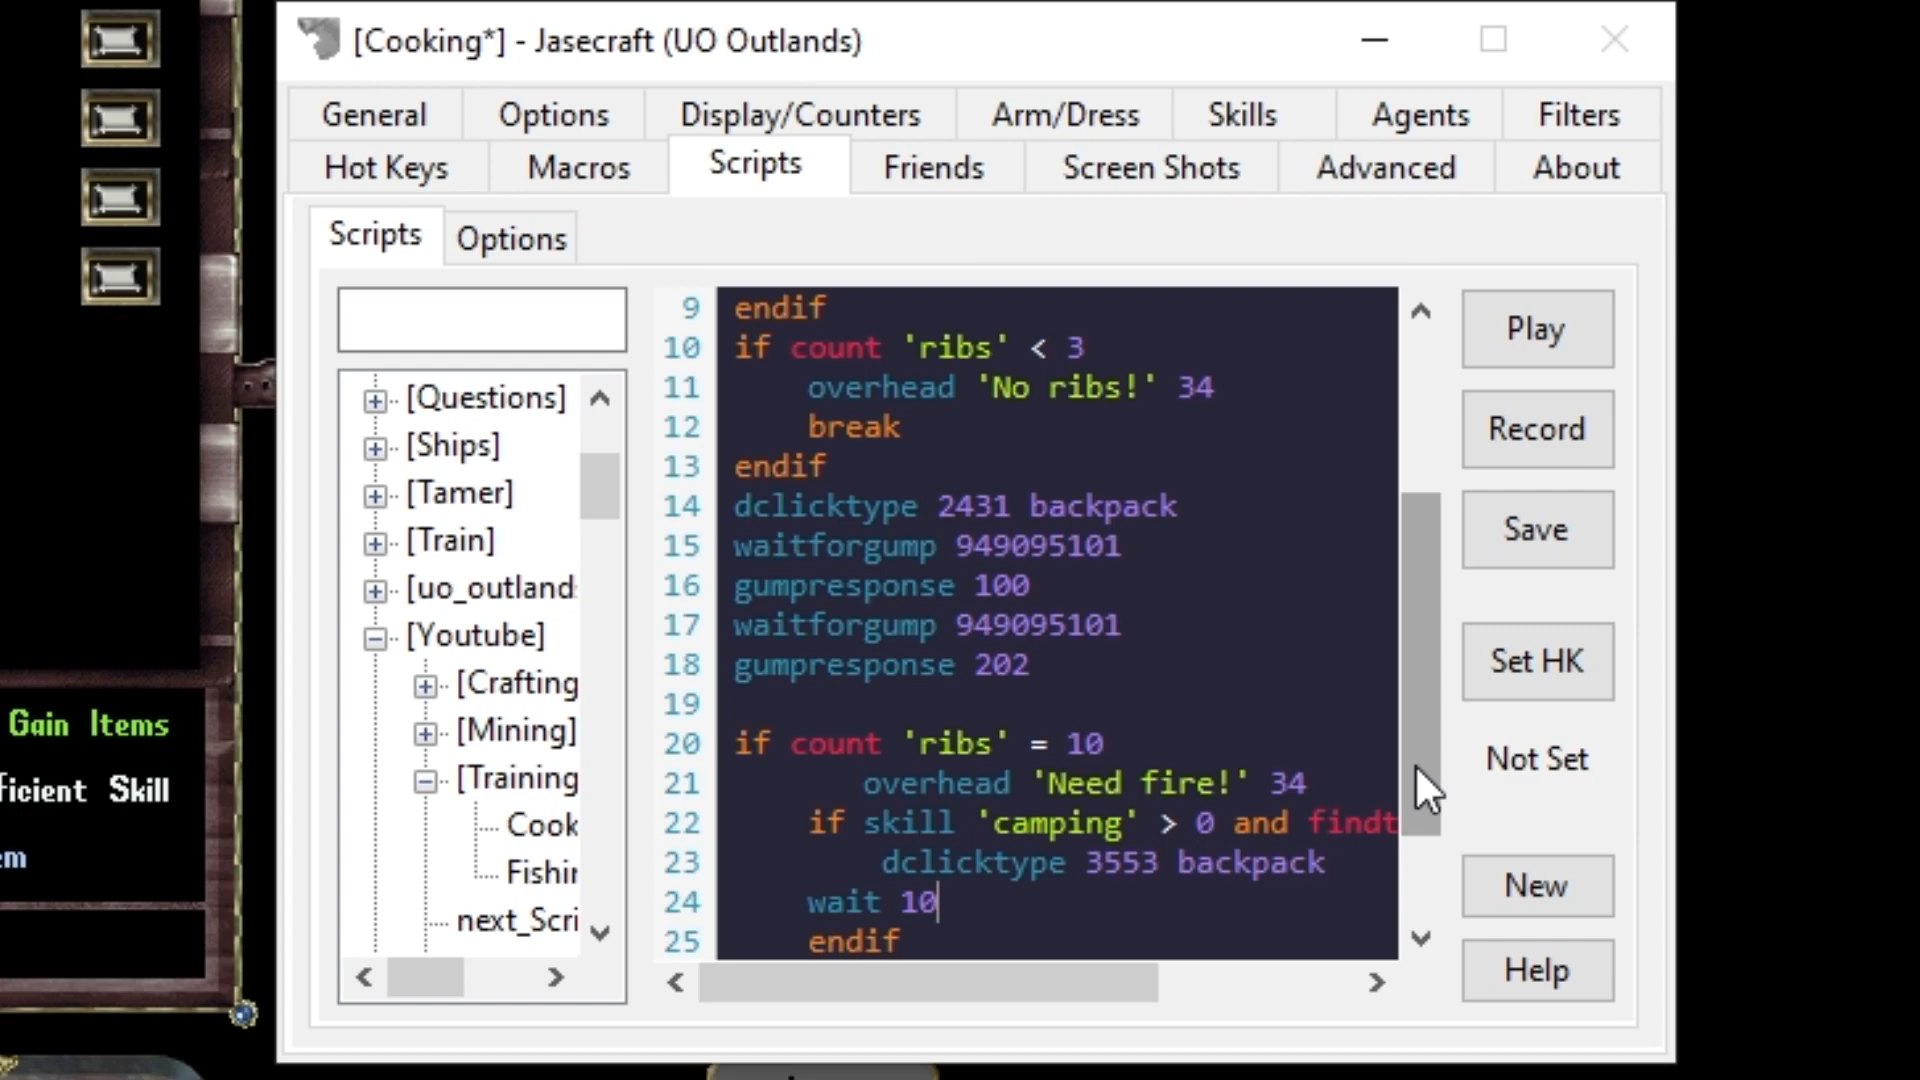 [Cooking*] - Jasecraft (UO Outlands)
General Options Display/Counters Arm/Dress Skills Agents Filters
Hot Keys Macros Scripts Friends Screen Shots Advanced About
Scripts Options
[Questions]
[Ships]
[Tamer]
[Train]
[uo_outland
[Youtube]
[Crafting
[Mining]
[Training
Cook
Fishin
next_Scri
9 endif
10 if count 'ribs' < 3
11 overhead 'No ribs!' 34
12 break
13 endif
14 dclicktype 2431 backpack
15 waitforgump 949095101
16 gumpresponse 100
17 waitforgump 949095101
18 gumpresponse 202
19
20 if count 'ribs' = 10
21 overhead 'Need fire!' 34
22 if skill 'camping' > 0 and findt
23 dclicktype 3553 backpack
24 wait 10
25 endif
Play
Record
Save
Set HK
Not Set
New
Help
Gain Items
ficient Skill
em